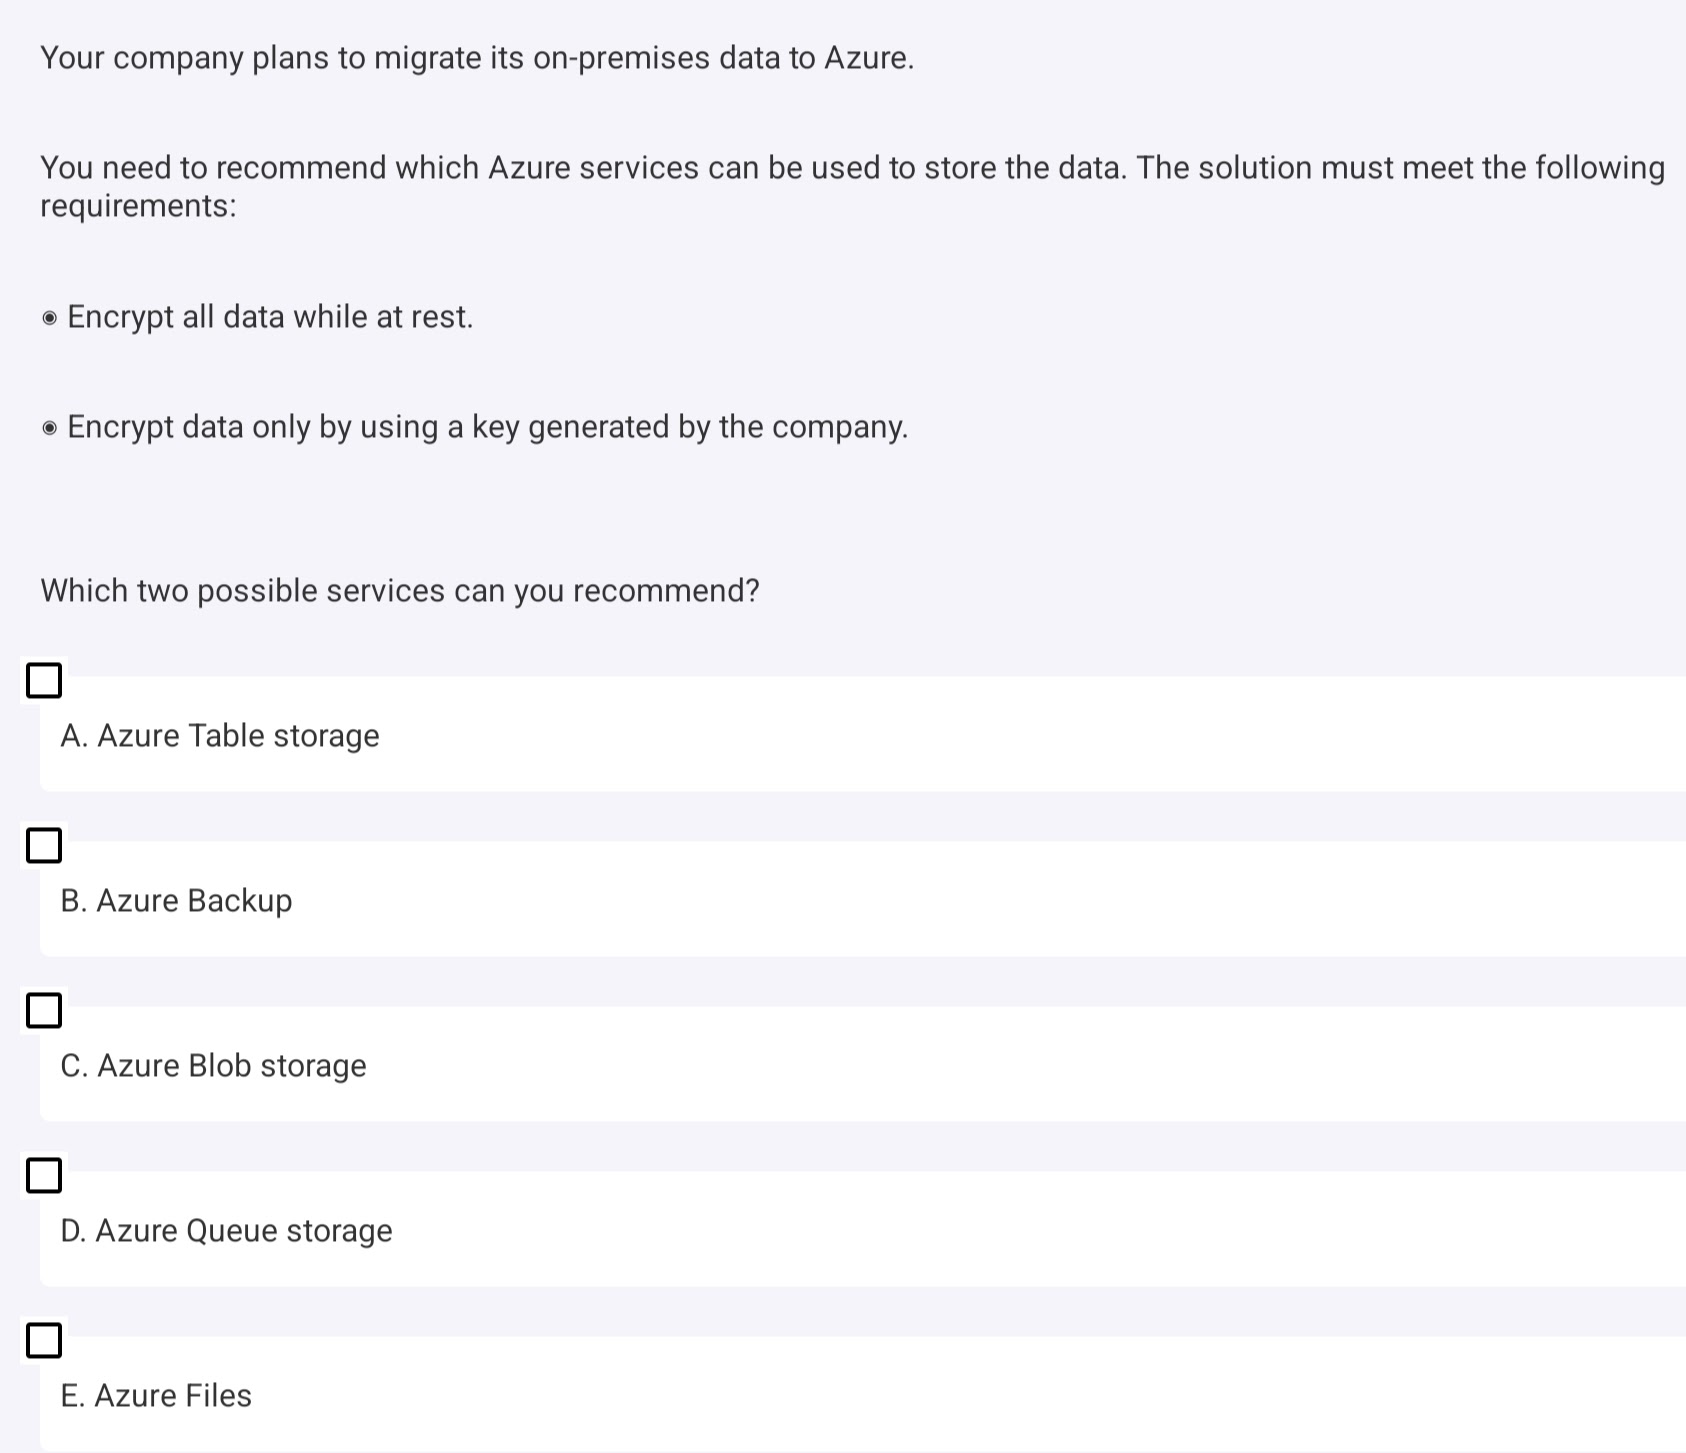 Your company plans to migrate its on-premises data to Azure.
You need to recommend which Azure services can be used to store the data. The solution must meet the following
requirements:
Encrypt all data while at rest.
Encrypt data only by using a key generated by the company.
Which two possible services can you recommend?
A. Azure Table storage
B. Azure Backup
C. Azure Blob storage
D. Azure Queue storage
E. Azure Files